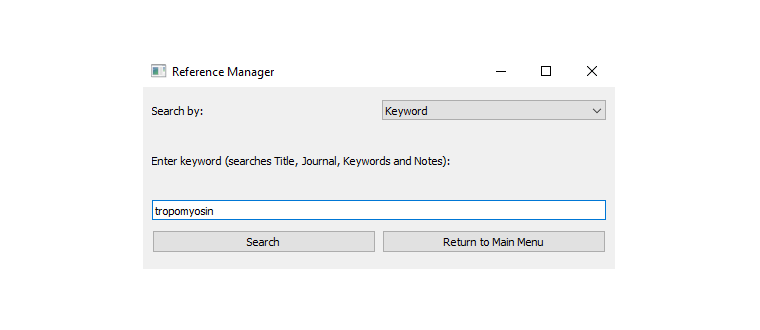 Reference Manager
Search by:
Keyword
Enter keyword (searches Title, Journal, Keywords and Notes):
tropomyosin
Search
Return to Main Menu